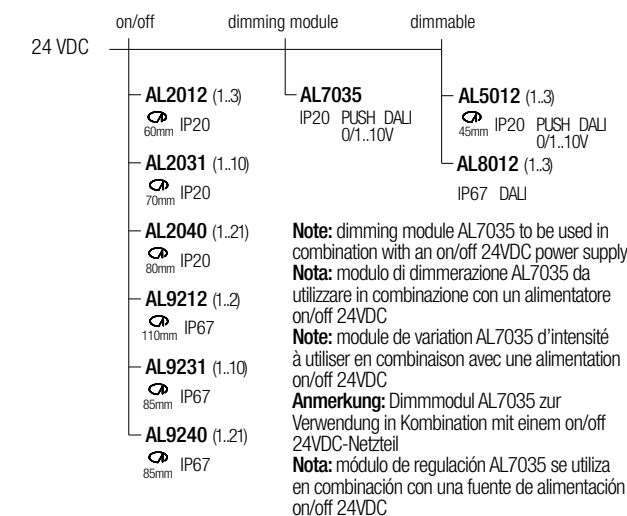 on/off dimming module dimmable
24 VDC
AL2012 (1..3)
60mm IP20
AL2031 (1..10)
70mm IP20
AL2040 (1..21)
80mm IP20
AL9212 (1..2)
110mm IP67
AL9231 (1..10)
85mm IP67
AL9240 (1..21)
85mm IP67
AL7035
IP20 PUSH DALI
0/1..10V
AL5012 (1..3)
45mm IP20 PUSH DALI
0/1..10V
AL8012 (1..3)
IP67 DALI
Note: dimming module AL7035 to be used in
combination with an on/off 24VDC power supply
Nota: modulo di dimmerazione AL7035 da
utilizzare in combinazione con un alimentatore
on/off 24VDC
Note: module de variation AL7035 d'intensité
à utiliser en combinaison avec une alimentation
on/off 24VDC
Anmerkung: Dimmmodul AL7035 zur
Verwendung in Kombination mit einem on/off
24VDC-Netzteil
Nota: módulo de regulación AL7035 se utiliza
en combinación con una fuente de alimentación
on/off 24VDC